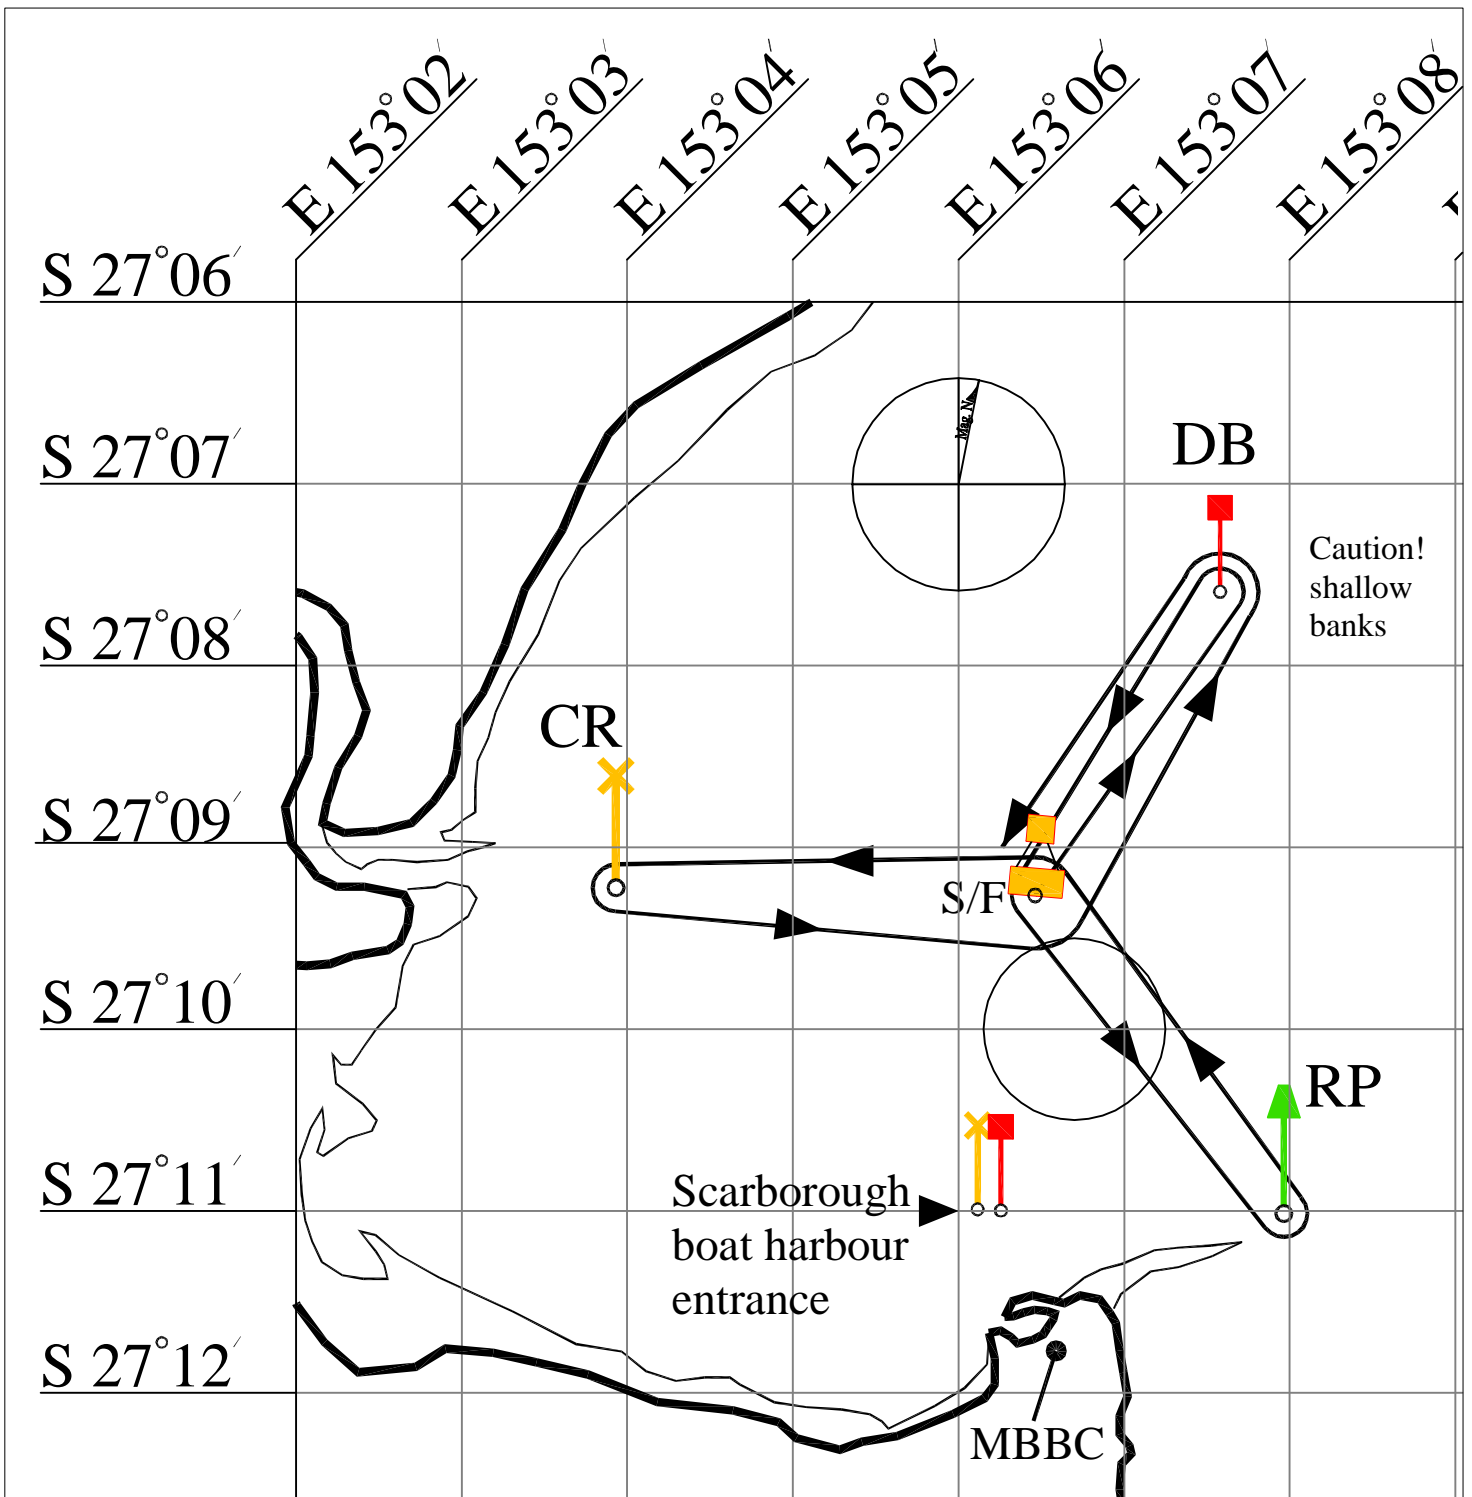 E 153°02′
E 153°03′
E 153°04′
E 153°05′
E 153°06′
E 153°07′
E 153°08′
S 27°06′
Mag. N
S 27°07′
DB
Caution!
shallow
banks
S 27°08′
CR
S 27°09′
S/F
S 27°10′
RP
S 27°11′
Scarborough
boat harbour
entrance
S 27°12′
MBBC